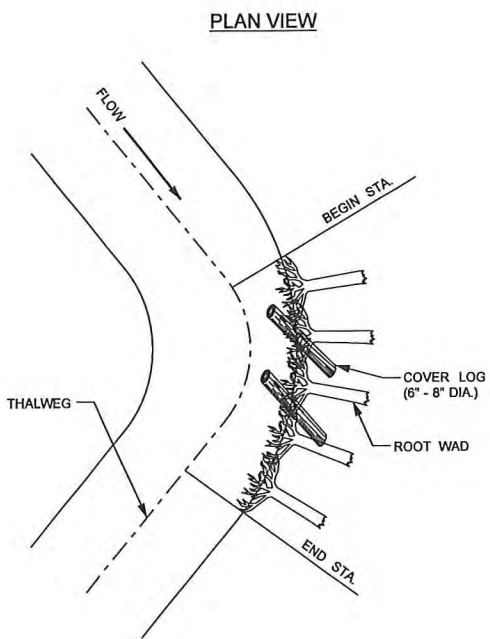 PLAN VIEW
FLOW
BEGIN STA.
COVER LOG
(6" - 8" DIA.)
THALWEG
ROOT WAD
END STA.